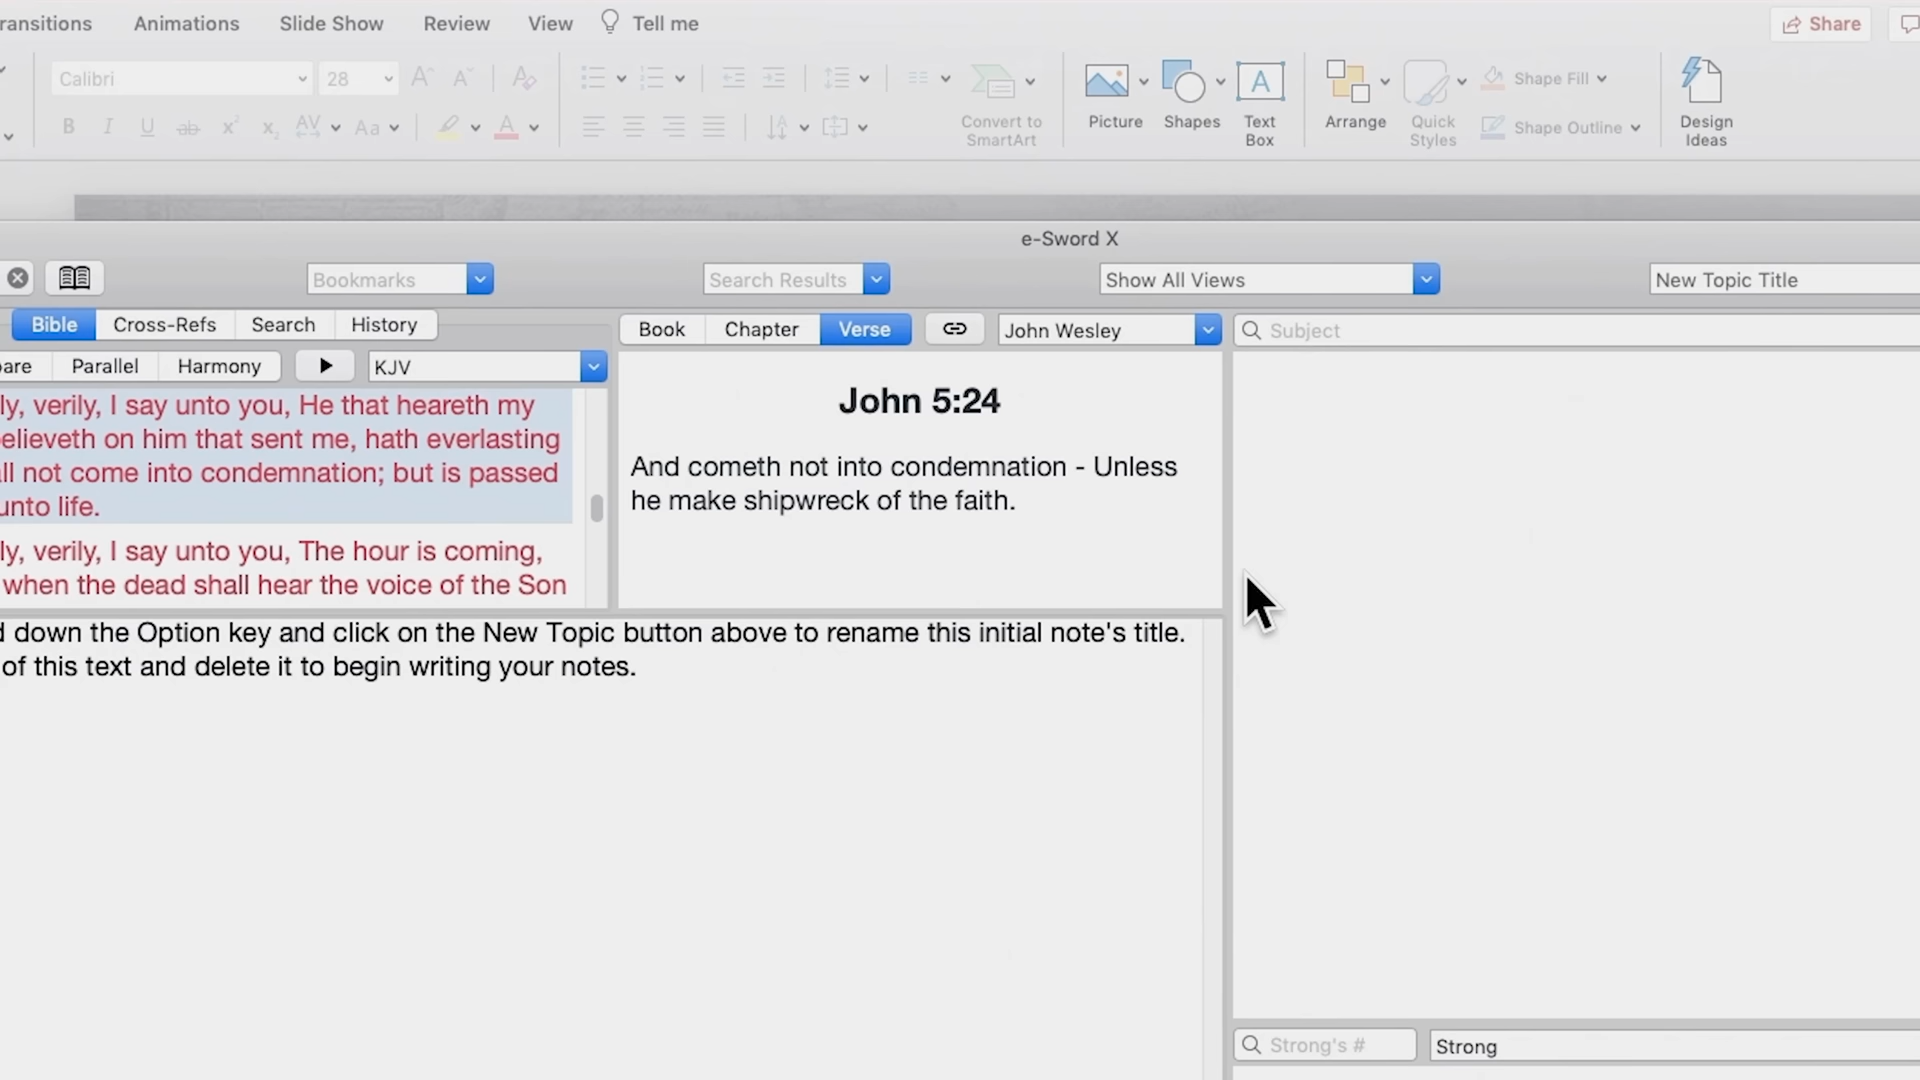 Transitions Animations Slide Show Review View Tell me Share
Calibri 28
B I U ab x² x₂ AV Aa A
Convert to SmartArt
Picture Shapes Text Box
Arrange Quick Styles
Shape Fill
Shape Outline
Design Ideas
e-Sword X
Bookmarks Search Results Show All Views New Topic Title
Bible Cross-Refs Search History
Parallel Harmony KJV
Book Chapter Verse John Wesley Subject
ly, verily, I say unto you, He that heareth my
elieveth on him that sent me, hath everlasting
ll not come into condemnation; but is passed
unto life.
ly, verily, I say unto you, The hour is coming,
when the dead shall hear the voice of the Son
John 5:24
And cometh not into condemnation - Unless
he make shipwreck of the faith.
d down the Option key and click on the New Topic button above to rename this initial note's title.
of this text and delete it to begin writing your notes.
Strong's # Strong